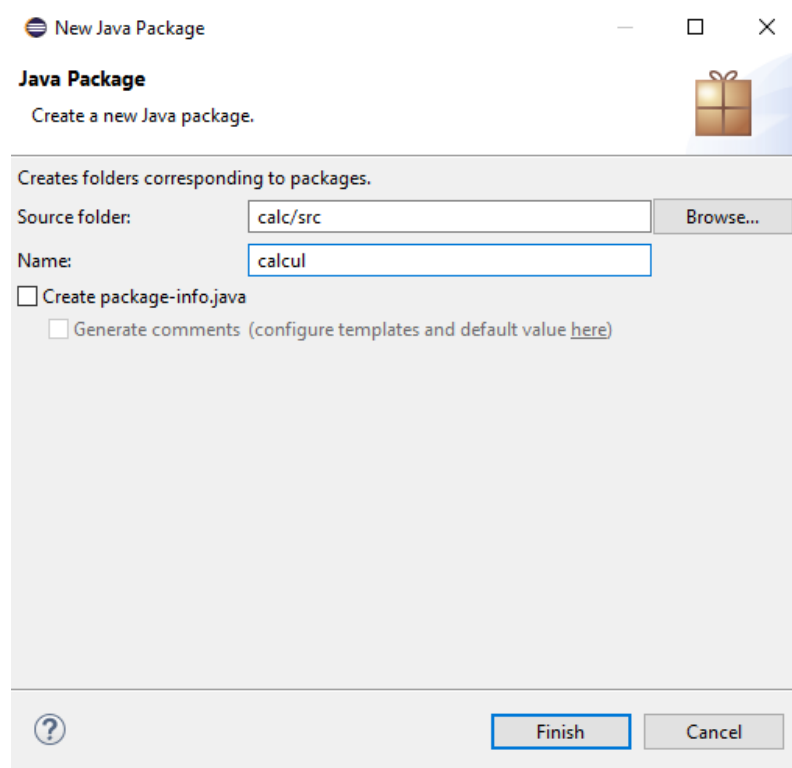 New Java Package
Java Package
Create a new Java package.
Creates folders corresponding to packages.
Source folder: calc/src Browse...
Name: calcul
Create package-info.java
Generate comments (configure templates and default value here)
?
Finish Cancel